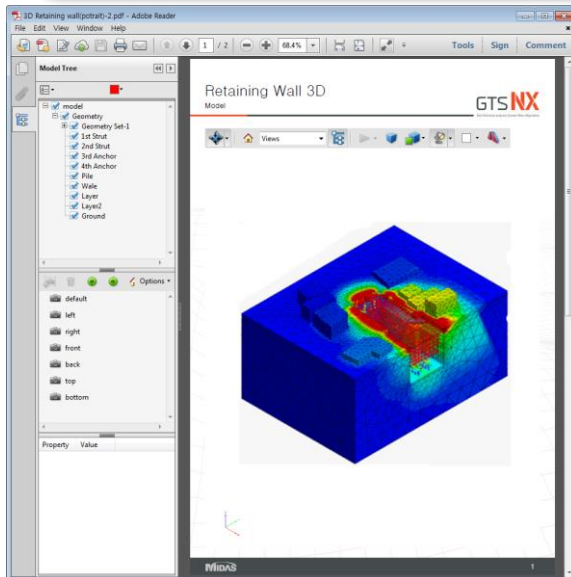 3D Retaining wall(potrait)-2.pdf - Adobe Reader
File Edit View Window Help
1 / 2 68.4% Tools Sign Comment
Model Tree
model
Geometry
Geometry Set-1
1st Strut
2nd Strut
3rd Anchor
4th Anchor
Pile
Wale
Layer
Layer2
Ground
Options
default
left
right
front
back
top
bottom
Property Value
Retaining Wall 3D
Model
GTS NX
Views
MIDAS 1